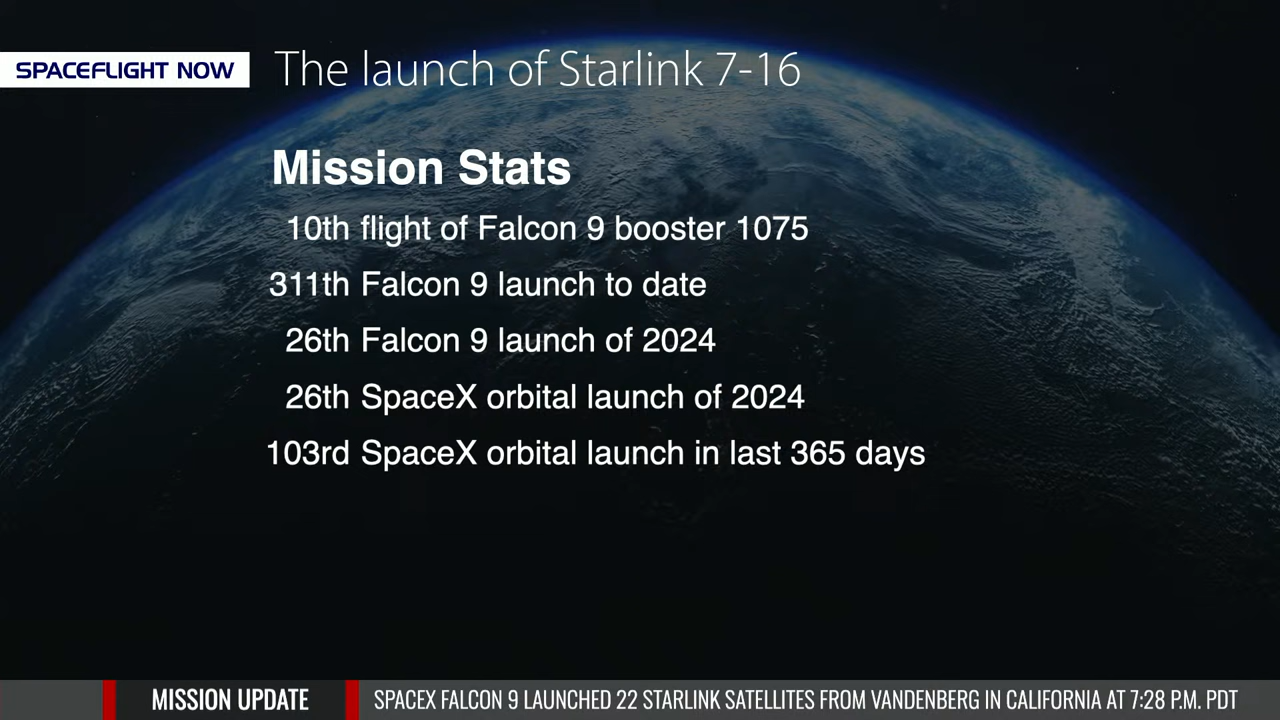 SPACEFLIGHT NOW
The launch of Starlink 7-16
Mission Stats
10th flight of Falcon 9 booster 1075
311th Falcon 9 launch to date
26th Falcon 9 launch of 2024
26th SpaceX orbital launch of 2024
103rd SpaceX orbital launch in last 365 days
MISSION UPDATE
SPACEX FALCON 9 LAUNCHED 22 STARLINK SATELLITES FROM VANDENBERG IN CALIFORNIA AT 7:28 P.M. PDT